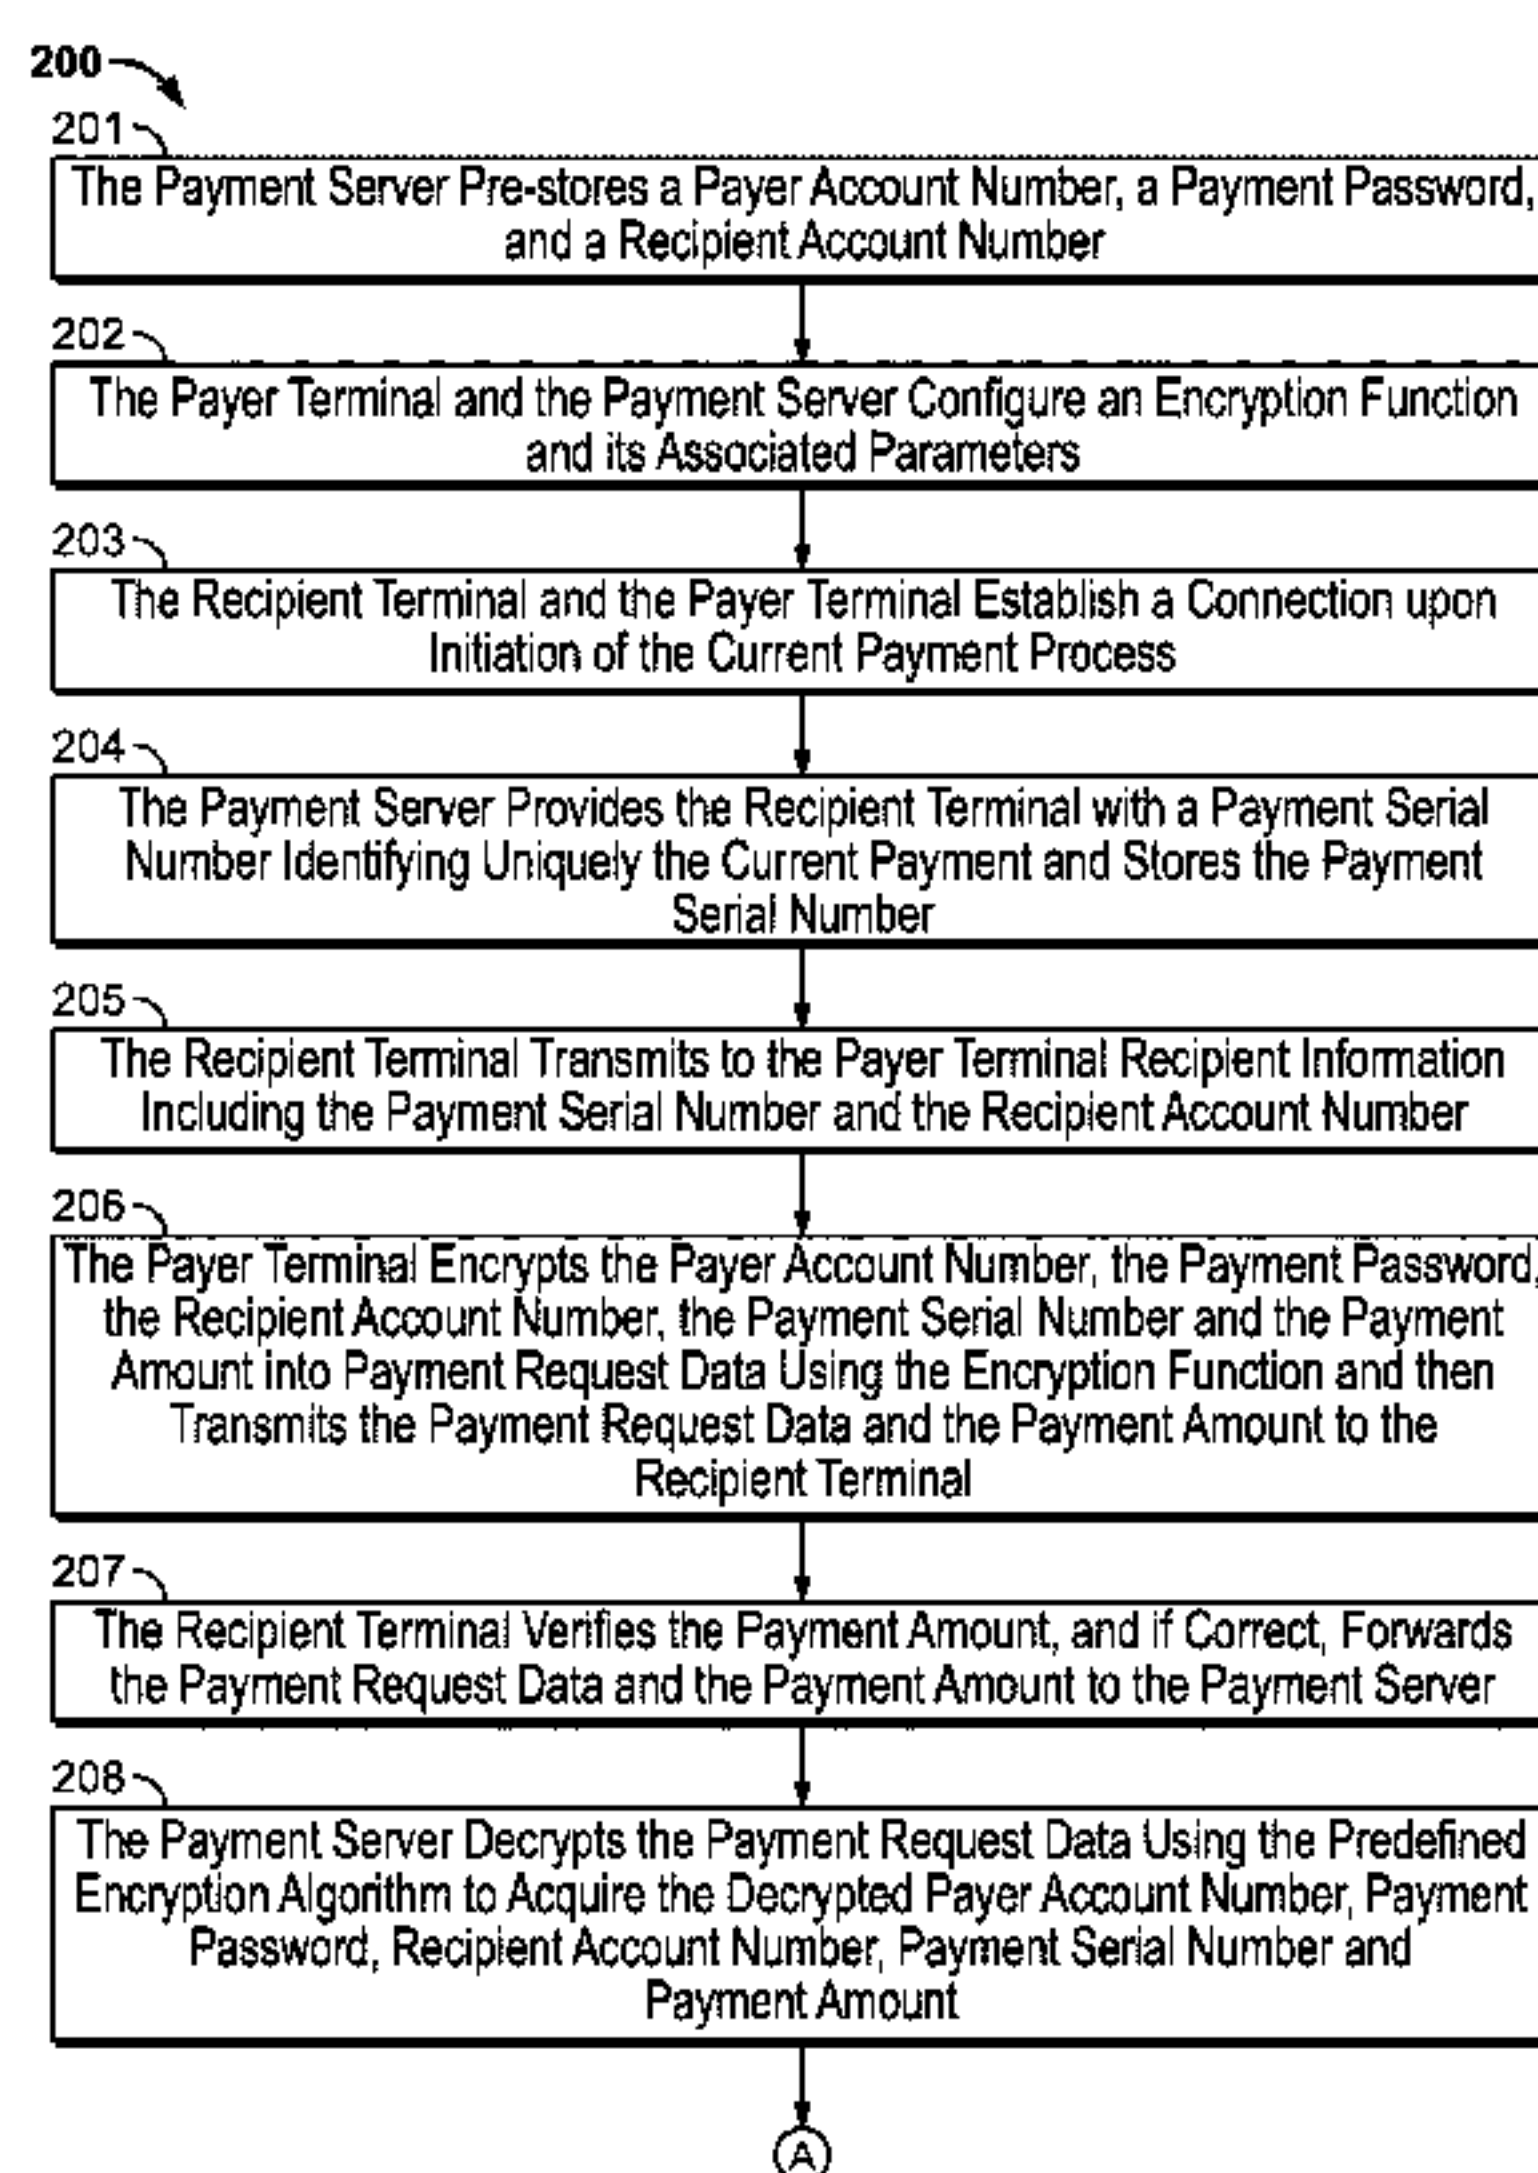 200
201
The Payment Server Pre-stores a Payer Account Number, a Payment Password,
and a Recipient Account Number
202
The Payer Terminal and the Payment Server Configure an Encryption Function
and its Associated Parameters
203
The Recipient Terminal and the Payer Terminal Establish a Connection upon
Initiation of the Current Payment Process
204
The Payment Server Provides the Recipient Terminal with a Payment Serial
Number Identifying Uniquely the Current Payment and Stores the Payment
Serial Number
205
The Recipient Terminal Transmits to the Payer Terminal Recipient Information
Including the Payment Serial Number and the Recipient Account Number
206
The Payer Terminal Encrypts the Payer Account Number, the Payment Password,
the Recipient Account Number, the Payment Serial Number and the Payment
Amount into Payment Request Data Using the Encryption Function and then
Transmits the Payment Request Data and the Payment Amount to the
Recipient Terminal
207
The Recipient Terminal Verifies the Payment Amount, and if Correct, Forwards
the Payment Request Data and the Payment Amount to the Payment Server
208
The Payment Server Decrypts the Payment Request Data Using the Predefined
Encryption Algorithm to Acquire the Decrypted Payer Account Number, Payment
Password, Recipient Account Number, Payment Serial Number and
Payment Amount
A